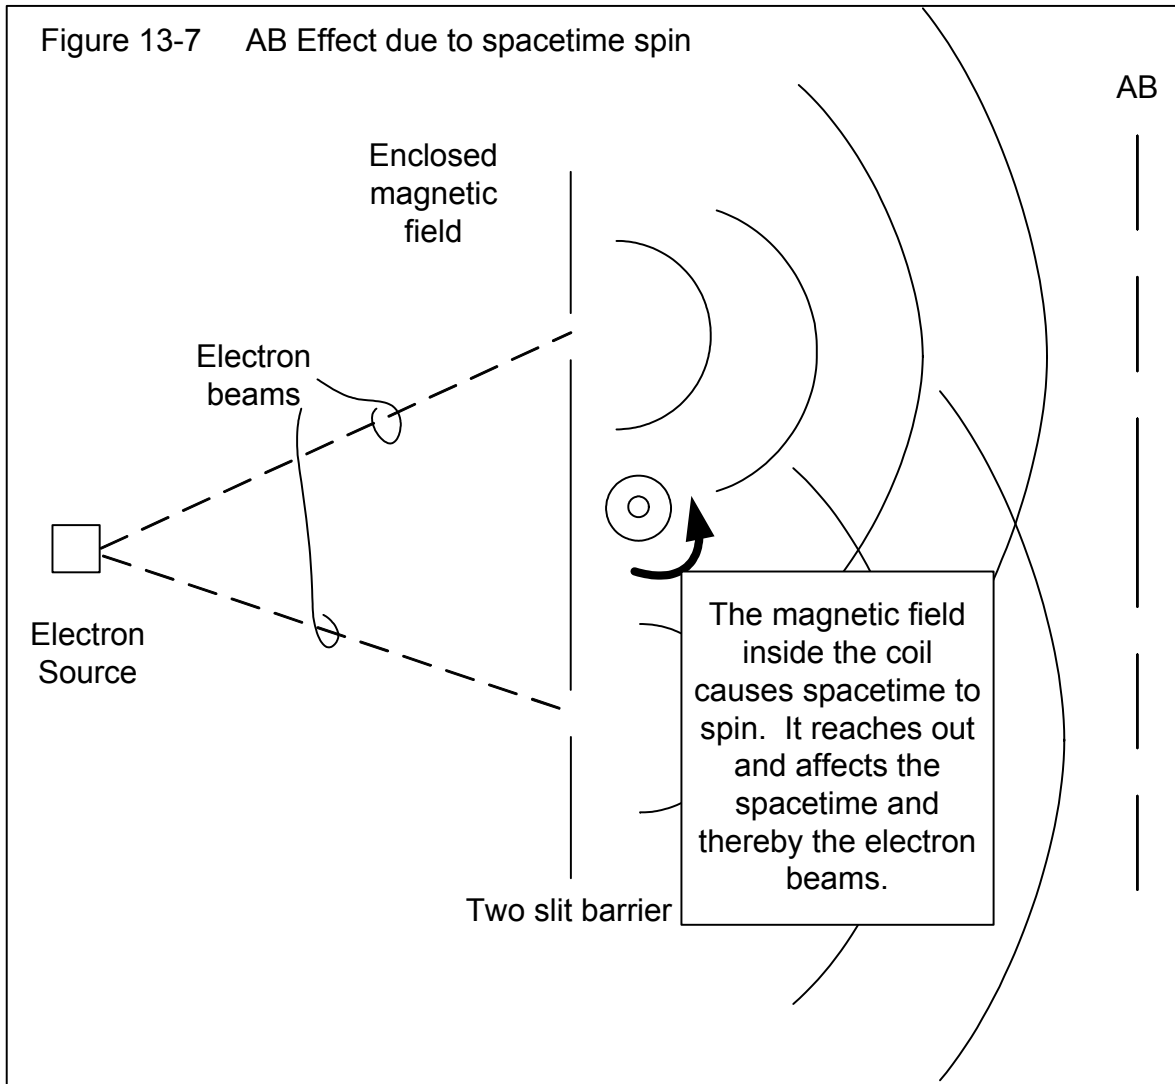 Figure 13-7 AB Effect due to spacetime spin
AB
Enclosed
magnetic
field
Electron
beams
Electron
Source
The magnetic field
inside the coil
causes spacetime to
spin. It reaches out
and affects the
spacetime and
thereby the electron
beams.
Two slit barrier